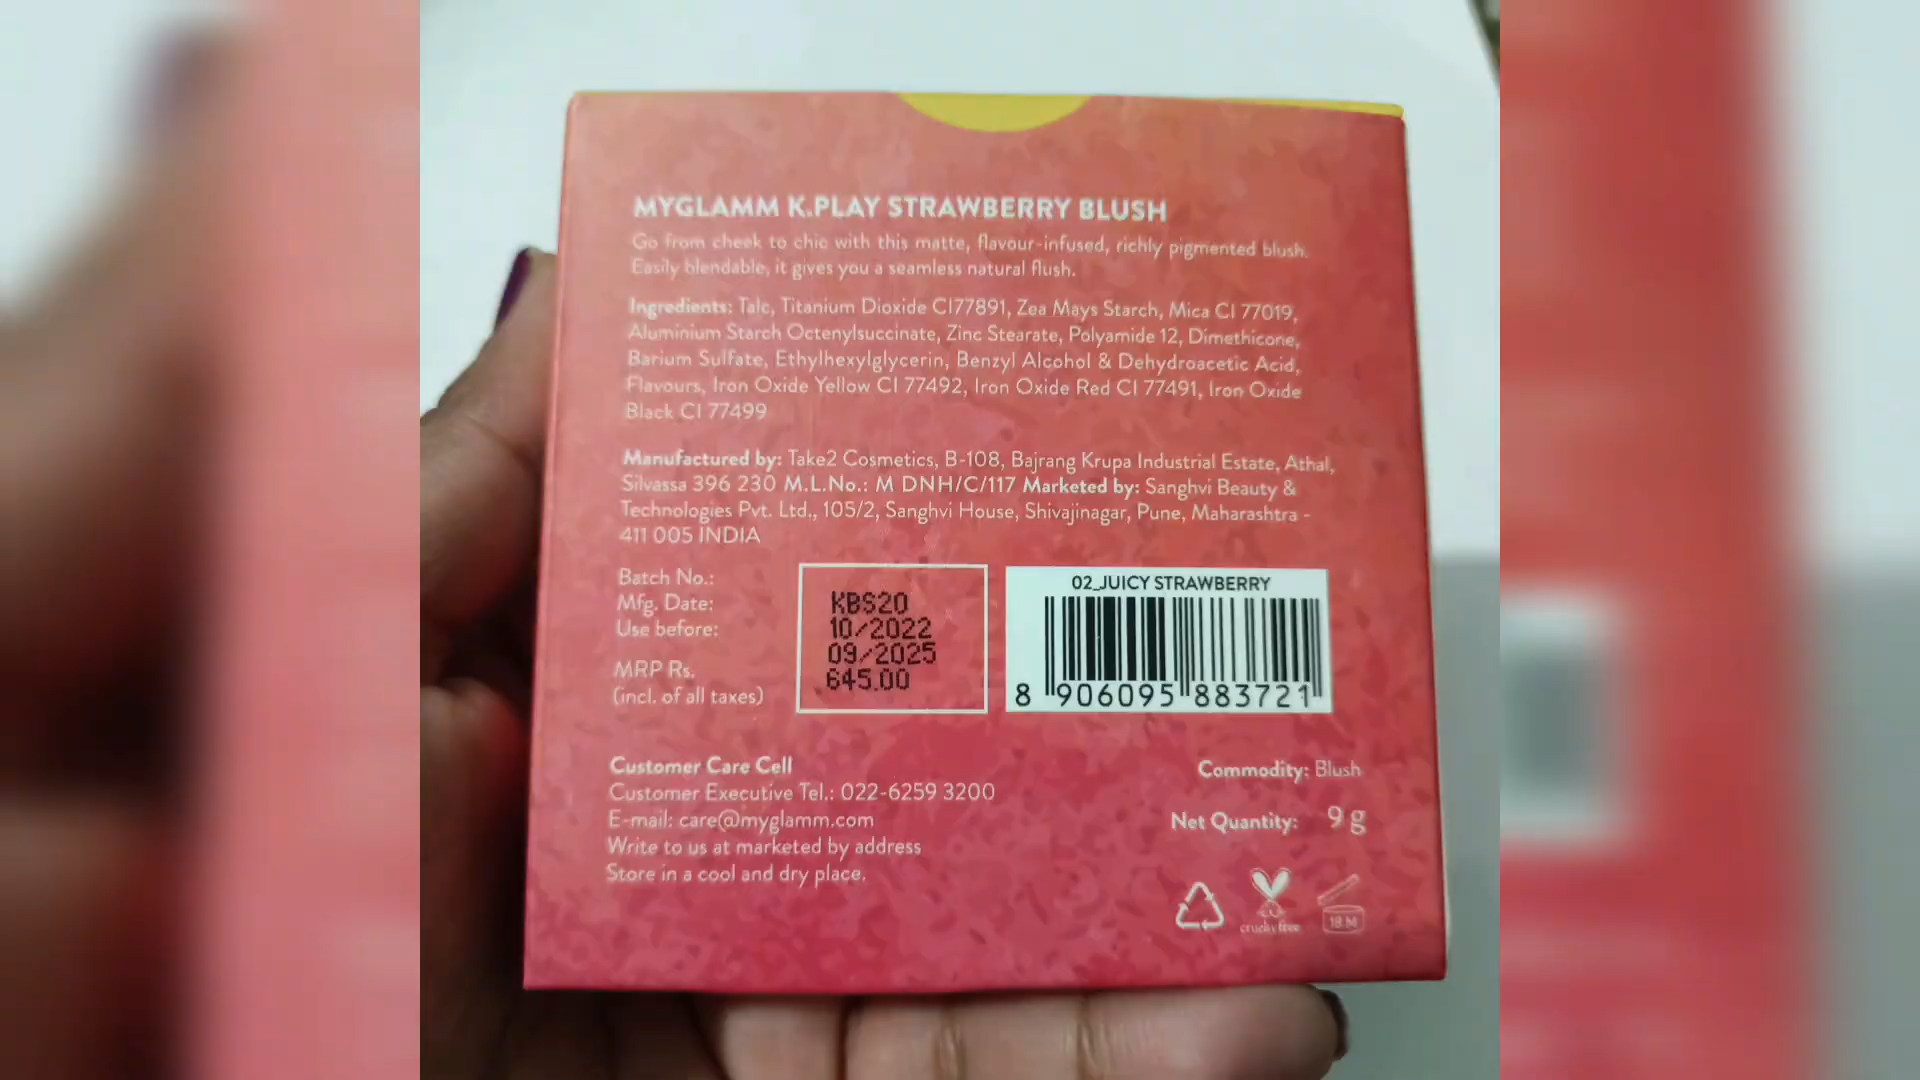 MYGLAMM K.PLAY STRAWBERRY BLUSH
Go from cheek to chic with this matte, flavour-infused, richly pigmented blush.
Easily blendable, it gives you a seamless natural flush.
Ingredients: Talc, Titanium Dioxide CI77891, Zea Mays Starch, Mica CI 77019,
Aluminium Starch Octenylsuccinate, Zinc Stearate, Polyamide 12, Dimethicone,
Barium Sulfate, Ethylhexylglycerin, Benzyl Alcohol & Dehydroacetic Acid,
Flavours, Iron Oxide Yellow CI 77492, Iron Oxide Red CI 77491, Iron Oxide
Black CI 77499
Manufactured by: Take2 Cosmetics, B-108, Bajrang Krupa Industrial Estate, Athal,
Silvassa 396 230 M.L.No.: M DNH/C/117 Marketed by: Sanghvi Beauty &
Technologies Pvt. Ltd., 105/2, Sanghvi House, Shivajinagar, Pune, Maharashtra -
411 005 INDIA
Batch No.: KBS20
Mfg. Date: 10/2022
Use before: 09/2025
MRP Rs. 645.00
(incl. of all taxes)
02_JUICY STRAWBERRY
8 906095 883721
Customer Care Cell
Customer Executive Tel.: 022-6259 3200
E-mail: care@myglamm.com
Write to us at marketed by address
Store in a cool and dry place.
Commodity: Blush
Net Quantity: 9 g
cruelty free
18 M